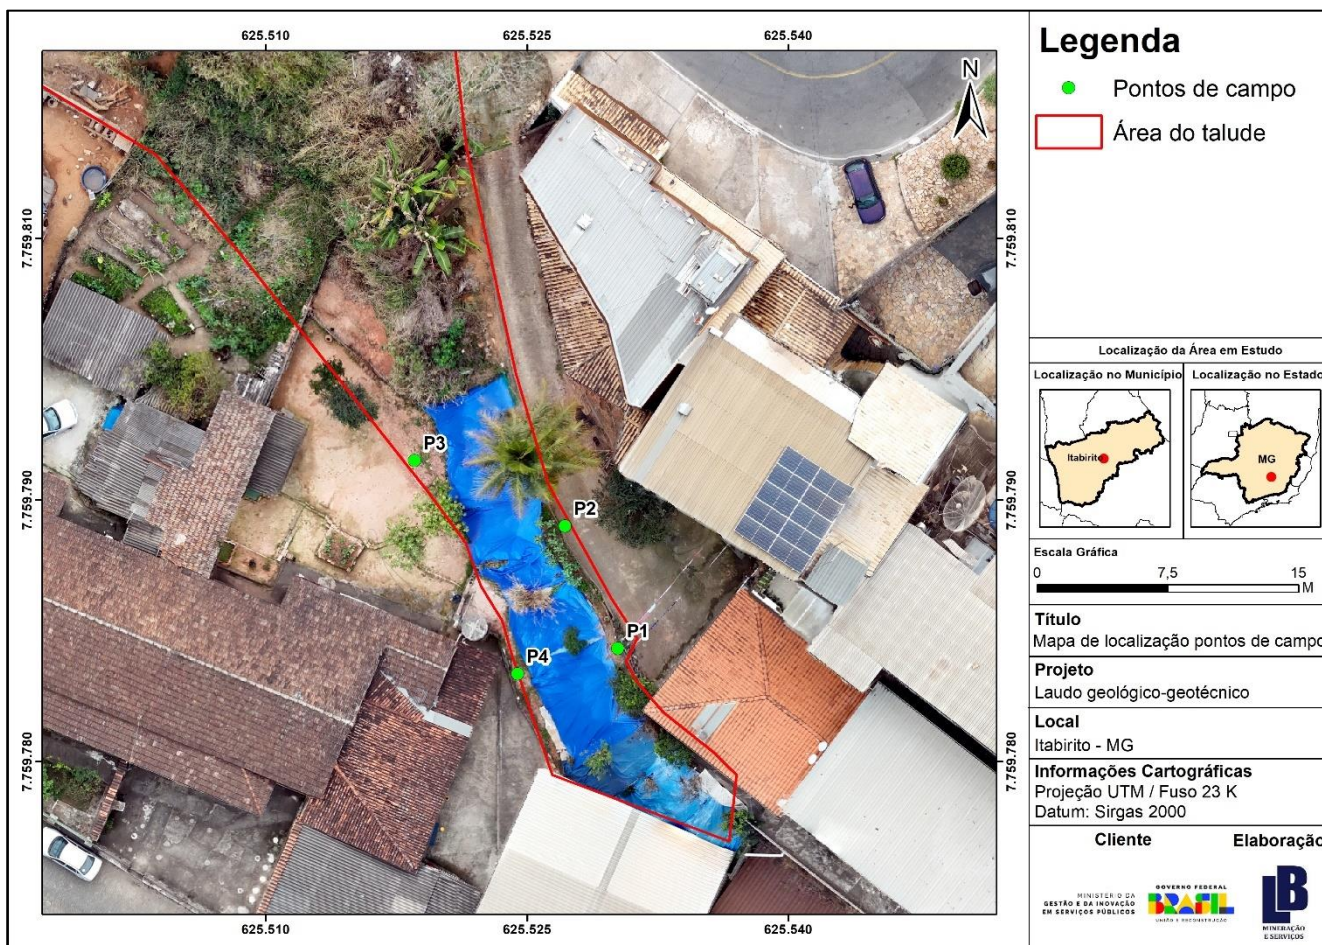 625.510
625.525
625.540
N
7.759.810
7.759.810
P3
P2
P1
P4
7.759.790
7.759.790
7.759.780
7.759.780
625.510
625.525
625.540
Legenda
Pontos de campo
Área do talude
Localização da Área em Estudo
Localização no Município
Localização no Estado
Itabirito
MG
Escala Gráfica
0
7,5
15
M
Título
Mapa de localização pontos de campo
Projeto
Laudo geológico-geotécnico
Local
Itabirito - MG
Informações Cartográficas
Projeção UTM / Fuso 23 K
Datum: Sirgas 2000
Cliente
Elaboração
MINISTÉRIO DA
GESTÃO E DA INOVAÇÃO
EM SERVIÇOS PÚBLICOS
GOVERNO FEDERAL
BRASIL
UNIÃO E RECONSTRUÇÃO
LB
MINERAÇÃO
E SERVIÇOS